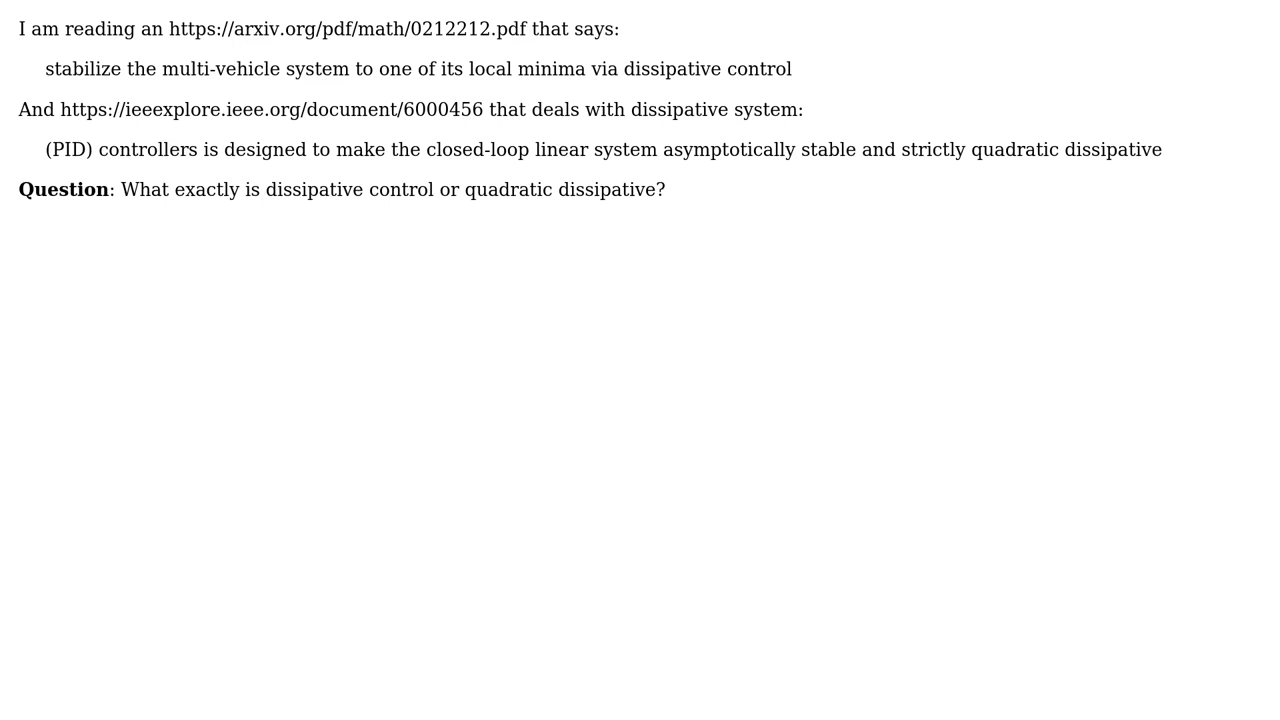 I am reading an https://arxiv.org/pdf/math/0212212.pdf that says:
stabilize the multi-vehicle system to one of its local minima via dissipative control
And https://ieeexplore.ieee.org/document/6000456 that deals with dissipative system:
(PID) controllers is designed to make the closed-loop linear system asymptotically stable and strictly quadratic dissipative
Question: What exactly is dissipative control or quadratic dissipative?